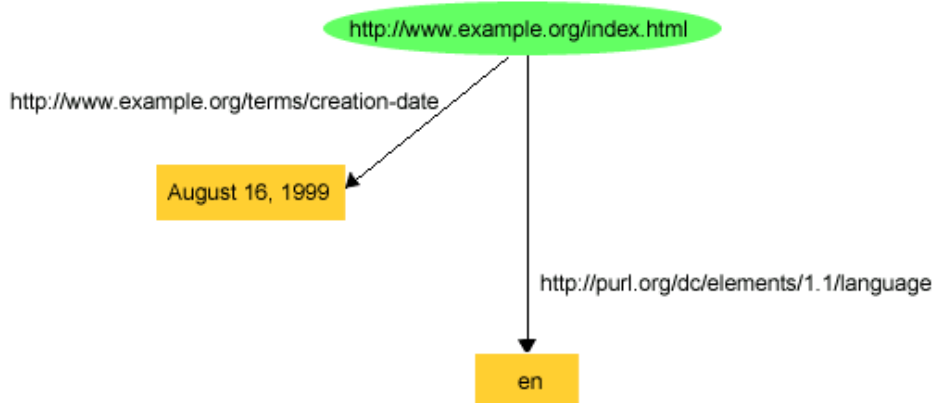 http://www.example.org/index.html
http://www.example.org/terms/creation-date
August 16, 1999
http://purl.org/dc/elements/1.1/language
en